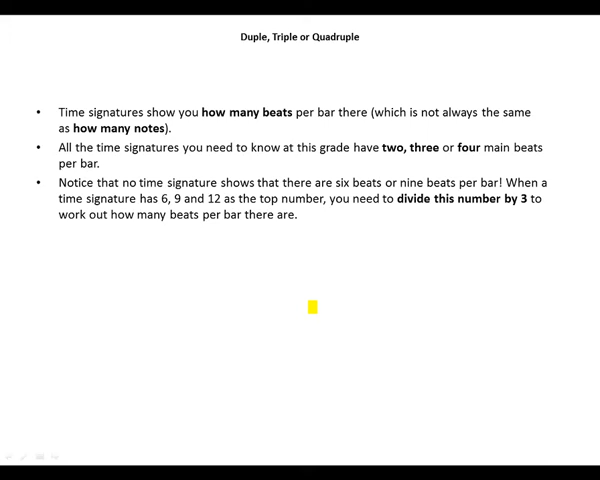 Duple, Triple or Quadruple
• Time signatures show you how many beats per bar there (which is not always the same
as how many notes).
• All the time signatures you need to know at this grade have two, three or four main beats
per bar.
• Notice that no time signature shows that there are six beats or nine beats per bar! When a
time signature has 6, 9 and 12 as the top number, you need to divide this number by 3 to
work out how many beats per bar there are.